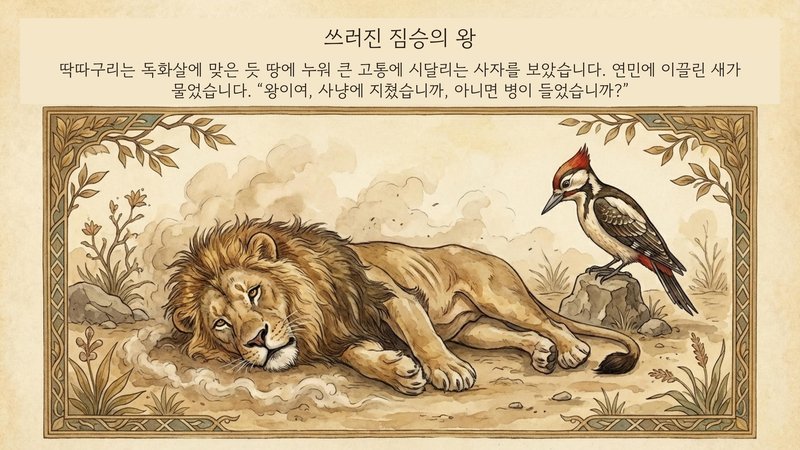 쓰러진 짐승의 왕
딱따구리는 독화살에 맞은 듯 땅에 누워 큰 고통에 시달리는 사자를 보았습니다. 연민에 이끌린 새가
물었습니다. “왕이여, 사냥에 지쳤습니까, 아니면 병이 들었습니까?”